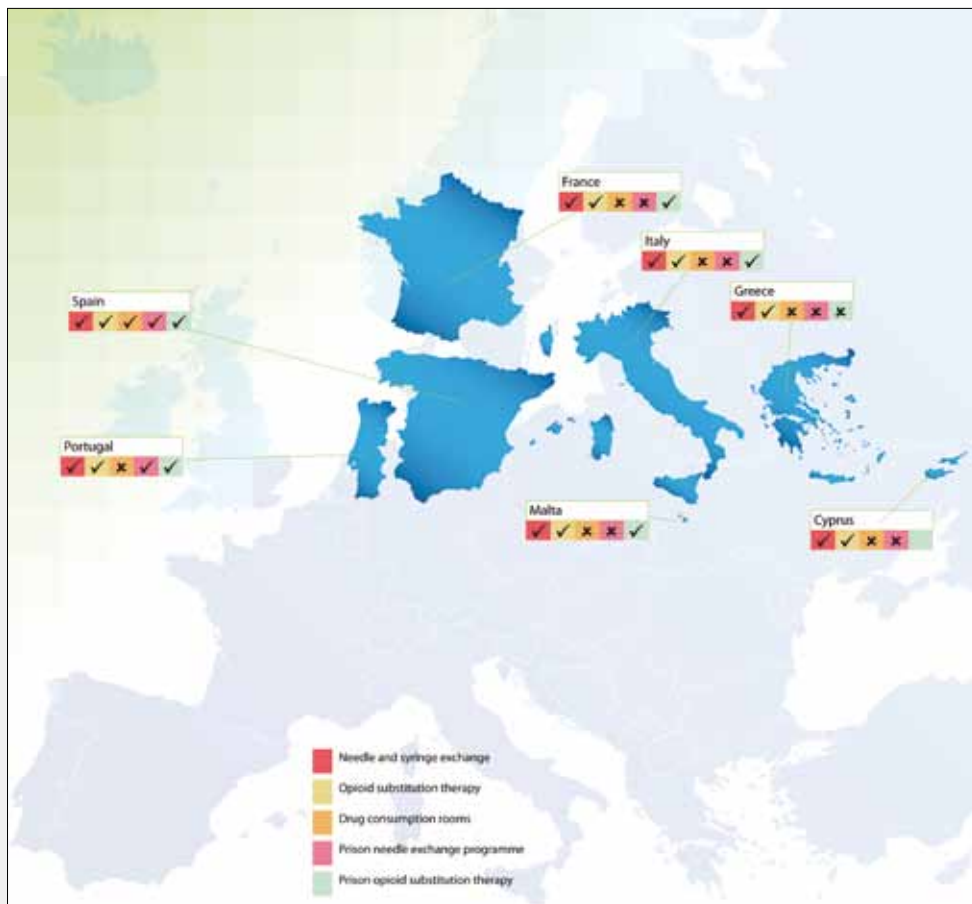 France
✓ ✓ ✗ ✗ ✓
Italy
✓ ✓ ✗ ✗ ✓
Greece
✓ ✓ ✗ ✗ ✗
Spain
✓ ✓ ✓ ✓ ✓
Portugal
✓ ✓ ✗ ✓ ✓
Malta
✓ ✓ ✗ ✗ ✓
Cyprus
✓ ✓ ✗ ✗
Needle and syringe exchange
Opioid substitution therapy
Drug consumption rooms
Prison needle exchange programme
Prison opioid substitution therapy